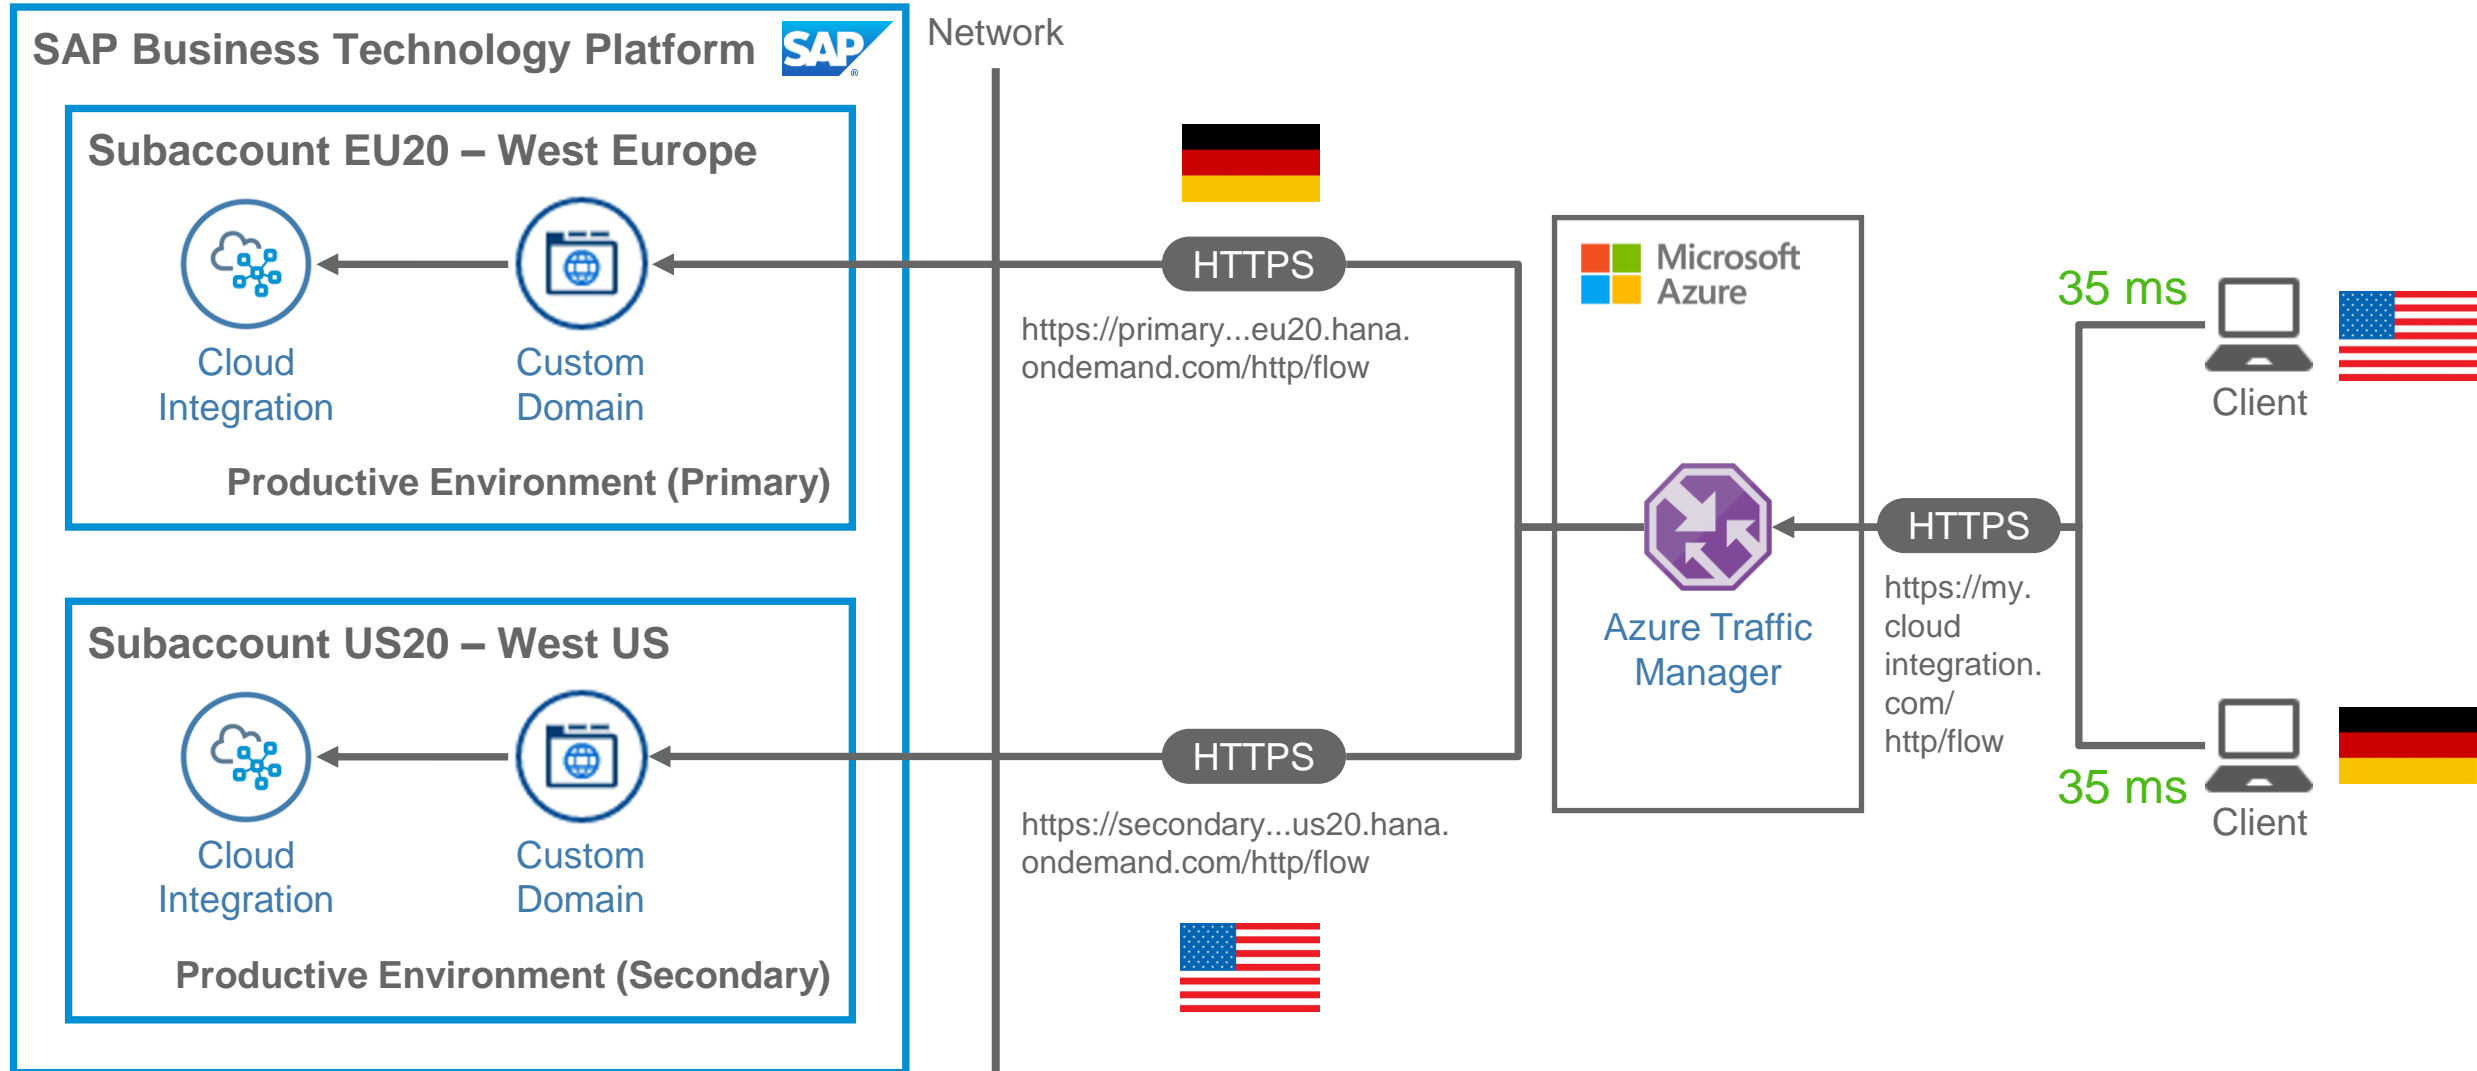 SAP Business Technology Platform
SAP
®
Network
Subaccount EU20 – West Europe
Cloud
Integration
Custom
Domain
Productive Environment (Primary)
HTTPS
https://primary...eu20.hana.
ondemand.com/http/flow
Microsoft
Azure
Azure Traffic
Manager
HTTPS
https://my.
cloud
integration.
com/
http/flow
35 ms
Client
35 ms
Client
Subaccount US20 – West US
Cloud
Integration
Custom
Domain
Productive Environment (Secondary)
HTTPS
https://secondary...us20.hana.
ondemand.com/http/flow